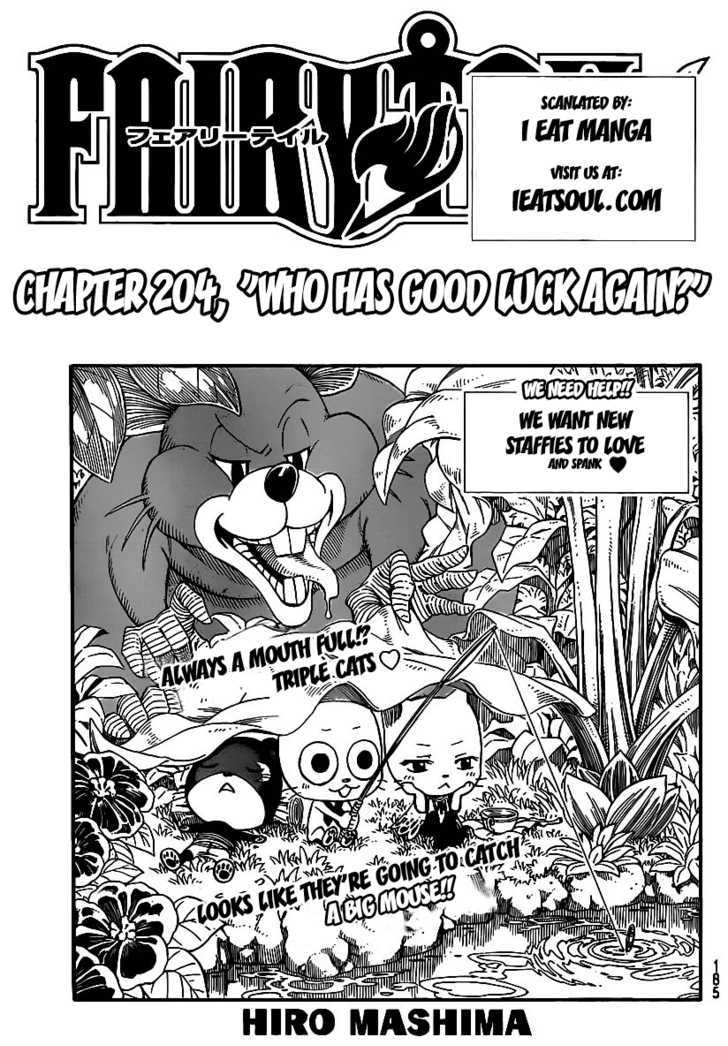 FAIRY TAIL
フェアリーテイル
SCANLATED BY:
I EAT MANGA
VISIT US AT:
IEATSOUL.COM
CHAPTER 204, "WHO HAS GOOD LUCK AGAIN?"
WE NEED HELP!!
WE WANT NEW
STAFFIES TO LOVE
AND SPANK ♥
ALWAYS A MOUTH FULL!?
TRIPLE CATS ♡
LOOKS LIKE THEY'RE GOING TO CATCH
A BIG MOUSE!!
185
HIRO MASHIMA